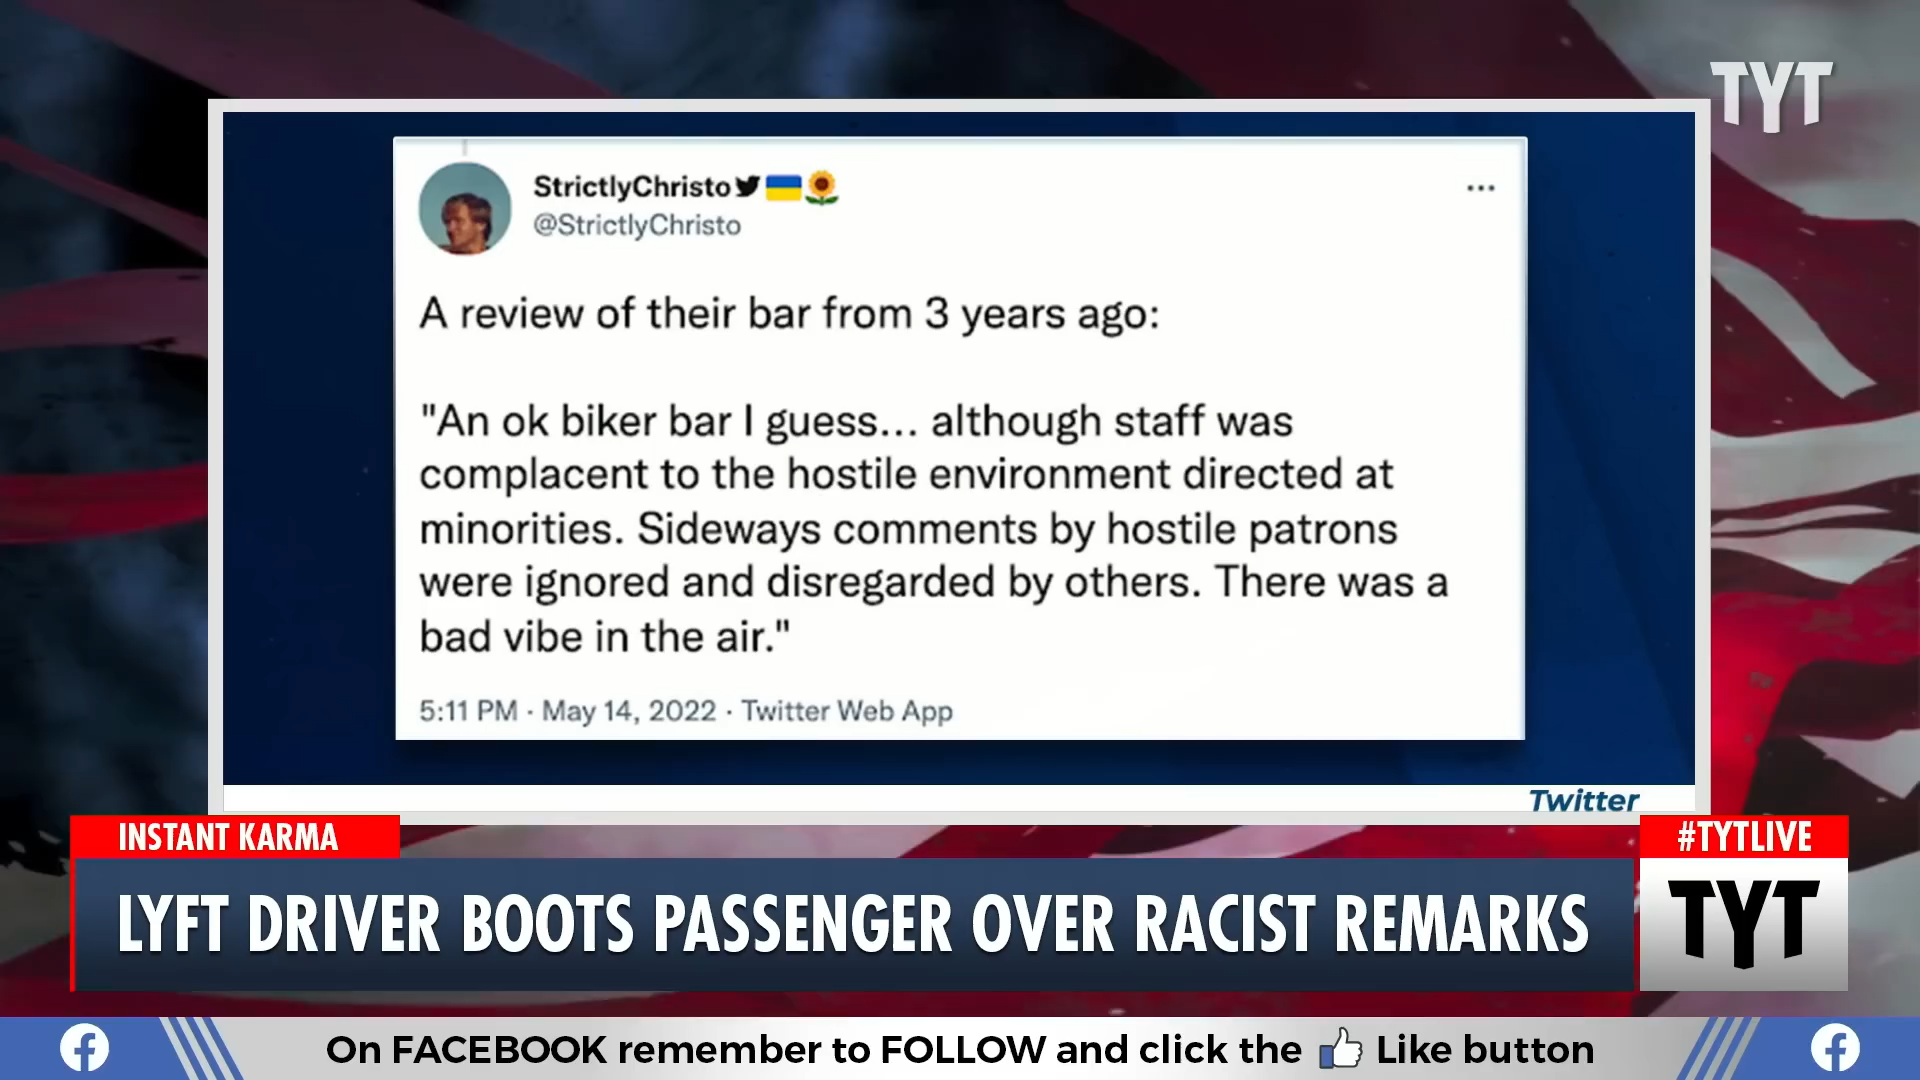 TYT
StrictlyChristo
@StrictlyChristo
A review of their bar from 3 years ago:
"An ok biker bar I guess... although staff was
complacent to the hostile environment directed at
minorities. Sideways comments by hostile patrons
were ignored and disregarded by others. There was a
bad vibe in the air."
5:11 PM · May 14, 2022 · Twitter Web App
Twitter
INSTANT KARMA
#TYTLIVE
LYFT DRIVER BOOTS PASSENGER OVER RACIST REMARKS
TYT
On FACEBOOK remember to FOLLOW and click the 👍 Like button